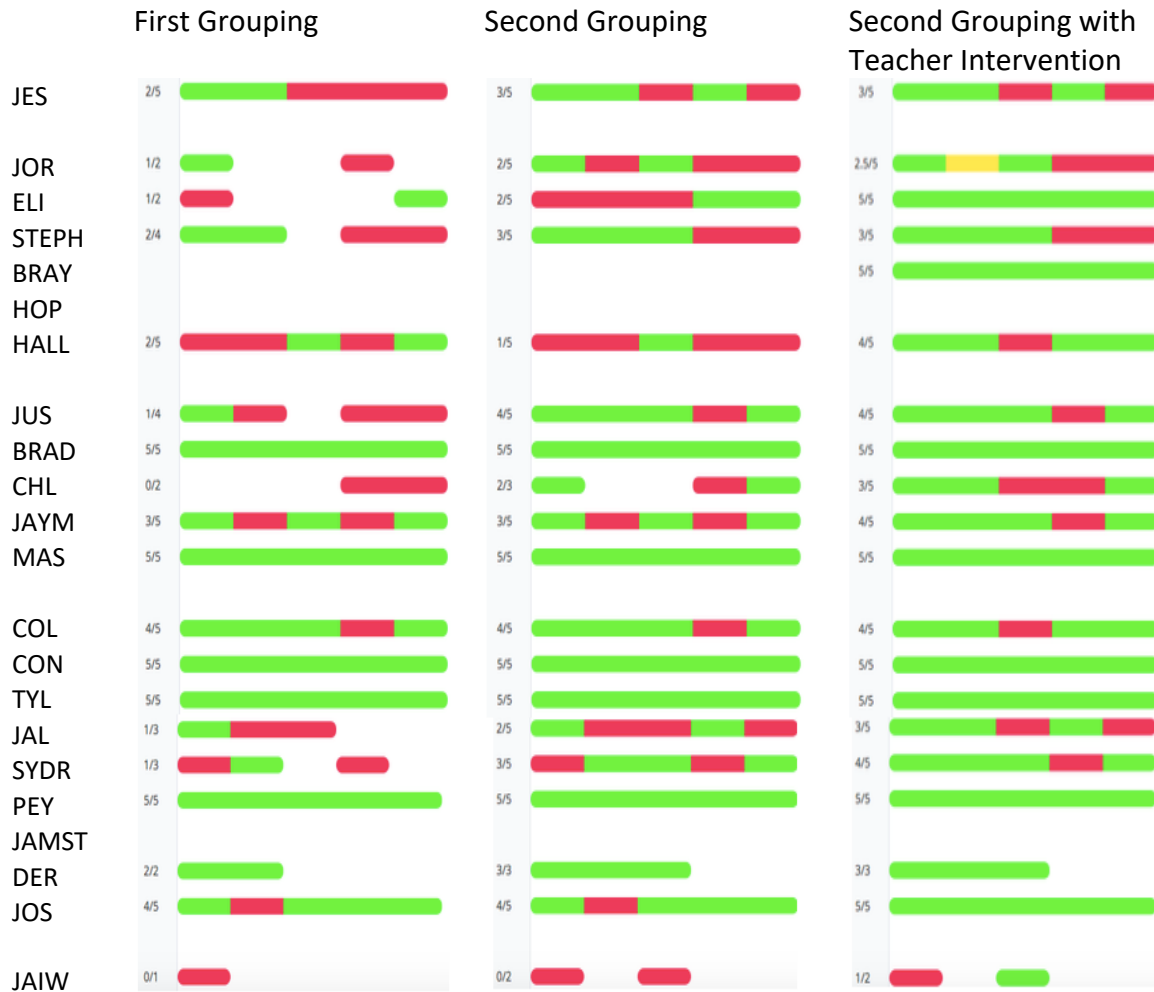 First Grouping Second Grouping Second Grouping with
Teacher Intervention
JES 2/5 3/5 3/5
JOR 1/2 2/5 2.5/5
ELI 1/2 2/5 5/5
STEPH 2/4 3/5 3/5
BRAY 5/5
HOP
HALL 2/5 1/5 4/5
JUS 1/4 4/5 4/5
BRAD 5/5 5/5 5/5
CHL 0/2 2/3 3/5
JAYM 3/5 3/5 4/5
MAS 5/5 5/5 5/5
COL 4/5 4/5 4/5
CON 5/5 5/5 5/5
TYL 5/5 5/5 5/5
JAL 1/3 2/5 3/5
SYDR 1/3 3/5 4/5
PEY 5/5 5/5 5/5
JAMST
DER 2/2 3/3 3/3
JOS 4/5 4/5 5/5
JAIW 0/1 0/2 1/2